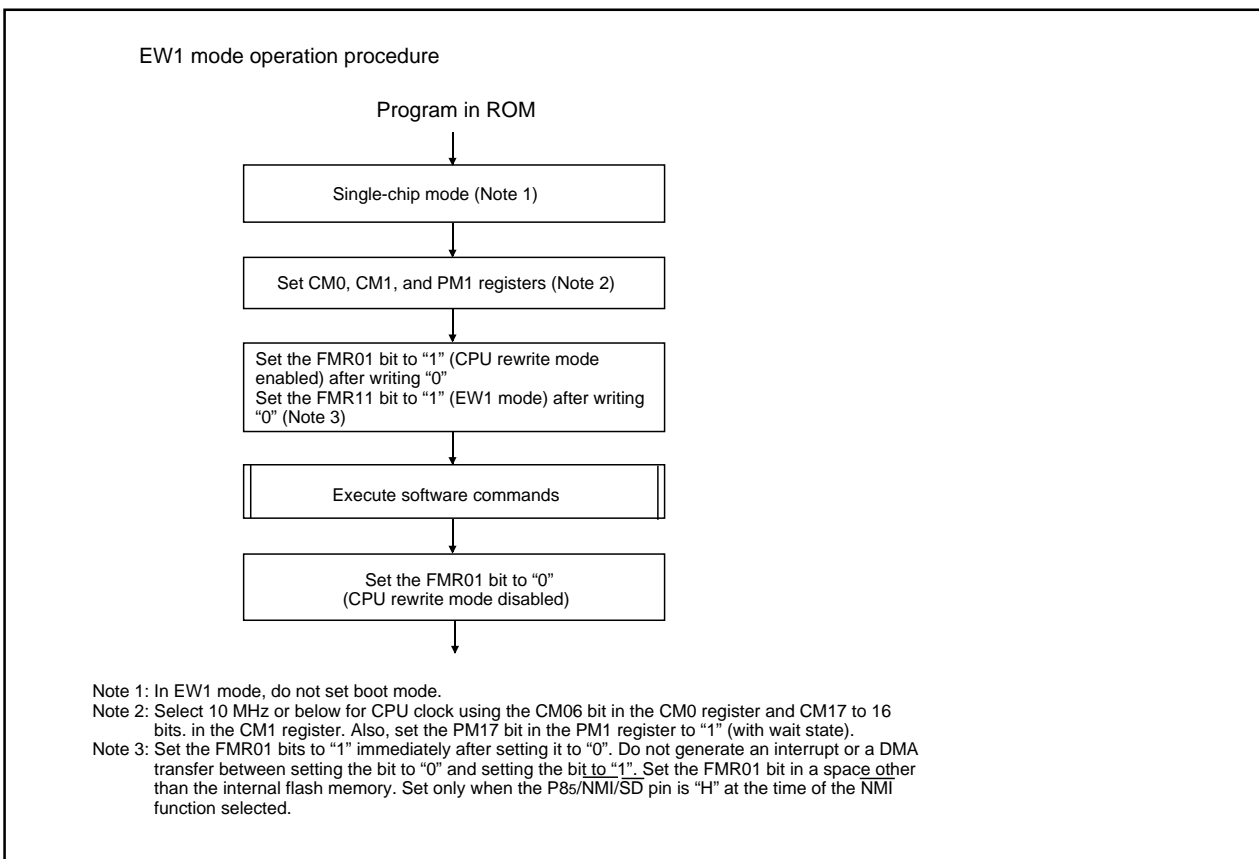 EW1 mode operation procedure
Program in ROM
Single-chip mode (Note 1)
Set CM0, CM1, and PM1 registers (Note 2)
Set the FMR01 bit to “1” (CPU rewrite mode
enabled) after writing “0”
Set the FMR11 bit to “1” (EW1 mode) after writing
“0” (Note 3)
Execute software commands
Set the FMR01 bit to “0”
(CPU rewrite mode disabled)
Note 1: In EW1 mode, do not set boot mode.
Note 2: Select 10 MHz or below for CPU clock using the CM06 bit in the CM0 register and CM17 to 16
bits. in the CM1 register. Also, set the PM17 bit in the PM1 register to “1” (with wait state).
Note 3: Set the FMR01 bits to “1” immediately after setting it to “0”. Do not generate an interrupt or a DMA
transfer between setting the bit to “0” and setting the bit to “1”. Set the FMR01 bit in a space other
than the internal flash memory. Set only when the P85/NMI/SD pin is “H” at the time of the NMI
function selected.